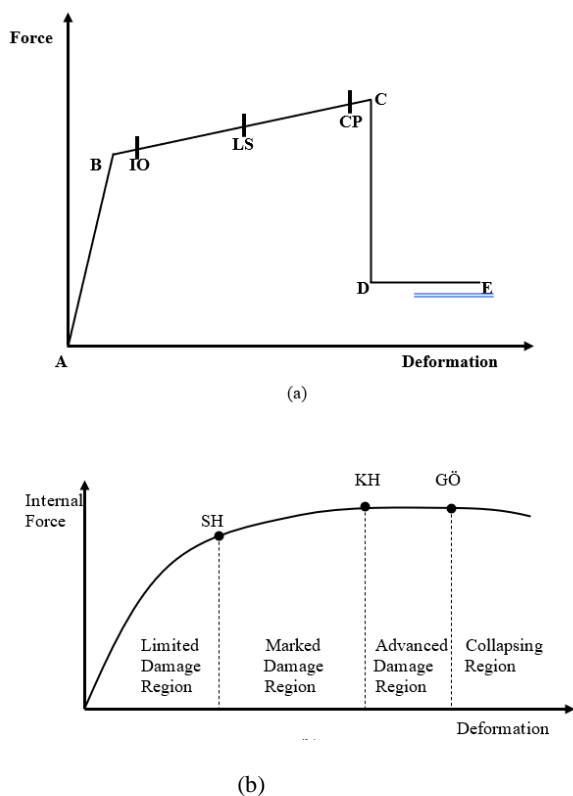 Force
C
CP
LS
B
IO
D
E
A
Deformation
(a)
KH
GÖ
Internal
Force
SH
Limited
Damage
Region
Marked
Damage
Region
Advanced
Damage
Region
Collapsing
Region
Deformation
(b)